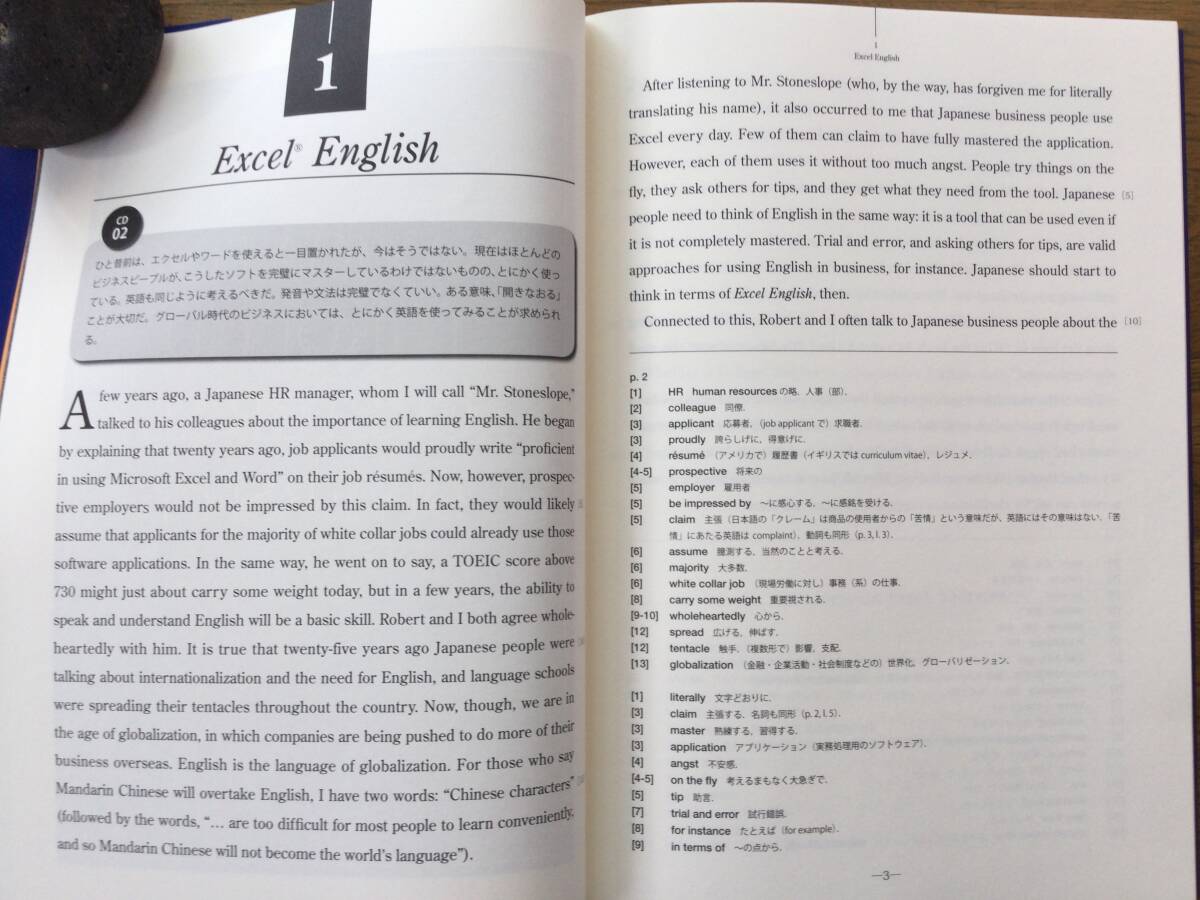 1
Excel® English
CD
02
ひと昔前は、エクセルやワードを使えると一目置かれたが、今はそうではない。現在はほとんどの
ビジネスピープルが、こうしたソフトを完璧にマスターしているわけではないものの、とにかく使っ
ている。英語も同じように考えるべきだ。発音や文法は完璧でなくていい。ある意味、「開きなおる」
ことが大切だ。グローバル時代のビジネスにおいては、とにかく英語を使ってみることが求めら
れる。
A few years ago, a Japanese HR manager, whom I will call “Mr. Stoneslope,”
talked to his colleagues about the importance of learning English. He began
by explaining that twenty years ago, job applicants would proudly write “proficient
in using Microsoft Excel and Word” on their job résumés. Now, however, prospec-
tive employers would not be impressed by this claim. In fact, they would likely
assume that applicants for the majority of white collar jobs could already use those
software applications. In the same way, he went on to say, a TOEIC score above
730 might just about carry some weight today, but in a few years, the ability to
speak and understand English will be a basic skill. Robert and I both agree whole-
heartedly with him. It is true that twenty-five years ago Japanese people were
talking about internationalization and the need for English, and language schools
were spreading their tentacles throughout the country. Now, though, we are in
the age of globalization, in which companies are being pushed to do more of their
business overseas. English is the language of globalization. For those who say
Mandarin Chinese will overtake English, I have two words: “Chinese characters”
(followed by the words, “... are too difficult for most people to learn conveniently,
and so Mandarin Chinese will not become the world’s language”).
1
Excel English
After listening to Mr. Stoneslope (who, by the way, has forgiven me for literally
translating his name), it also occurred to me that Japanese business people use
Excel every day. Few of them can claim to have fully mastered the application.
However, each of them uses it without too much angst. People try things on the
fly, they ask others for tips, and they get what they need from the tool. Japanese [5]
people need to think of English in the same way: it is a tool that can be used even if
it is not completely mastered. Trial and error, and asking others for tips, are valid
approaches for using English in business, for instance. Japanese should start to
think in terms of Excel English, then.
Connected to this, Robert and I often talk to Japanese business people about the [10]
p. 2
[1] HR human resources の略、人事（部）.
[2] colleague 同僚.
[3] applicant 応募者、（job applicant で）求職者.
[3] proudly 誇らしげに、得意げに.
[4] résumé （アメリカで）履歴書（イギリスでは curriculum vitae）、レジュメ.
[4-5] prospective 将来の
[5] employer 雇用者
[5] be impressed by ～に感心する、～に感銘を受ける.
[5] claim 主張（日本語の「クレーム」は商品の使用者からの「苦情」という意味だが、英語にはその意味はない.「苦
情」にあたる英語は complaint）、動詞も同形（p. 3, l. 3）.
[6] assume 臆測する、当然のことと考える.
[6] majority 大多数.
[6] white collar job （現場労働に対し）事務（系）の仕事.
[8] carry some weight 重要視される.
[9-10] wholeheartedly 心から.
[12] spread 広げる、伸ばす.
[12] tentacle 触手、（複数形で）影響、支配.
[13] globalization （金融・企業活動・社会制度などの）世界化、グローバリゼーション.
[1] literally 文字どおりに.
[3] claim 主張する、名詞も同形（p. 2, l. 5）.
[3] master 熟練する、習得する.
[3] application アプリケーション（実務処理用のソフトウェア）.
[4] angst 不安感.
[4-5] on the fly 考えるまもなく大急ぎで.
[5] tip 助言.
[7] trial and error 試行錯誤.
[8] for instance たとえば（for example）.
[9] in terms of ～の点から.
—3—